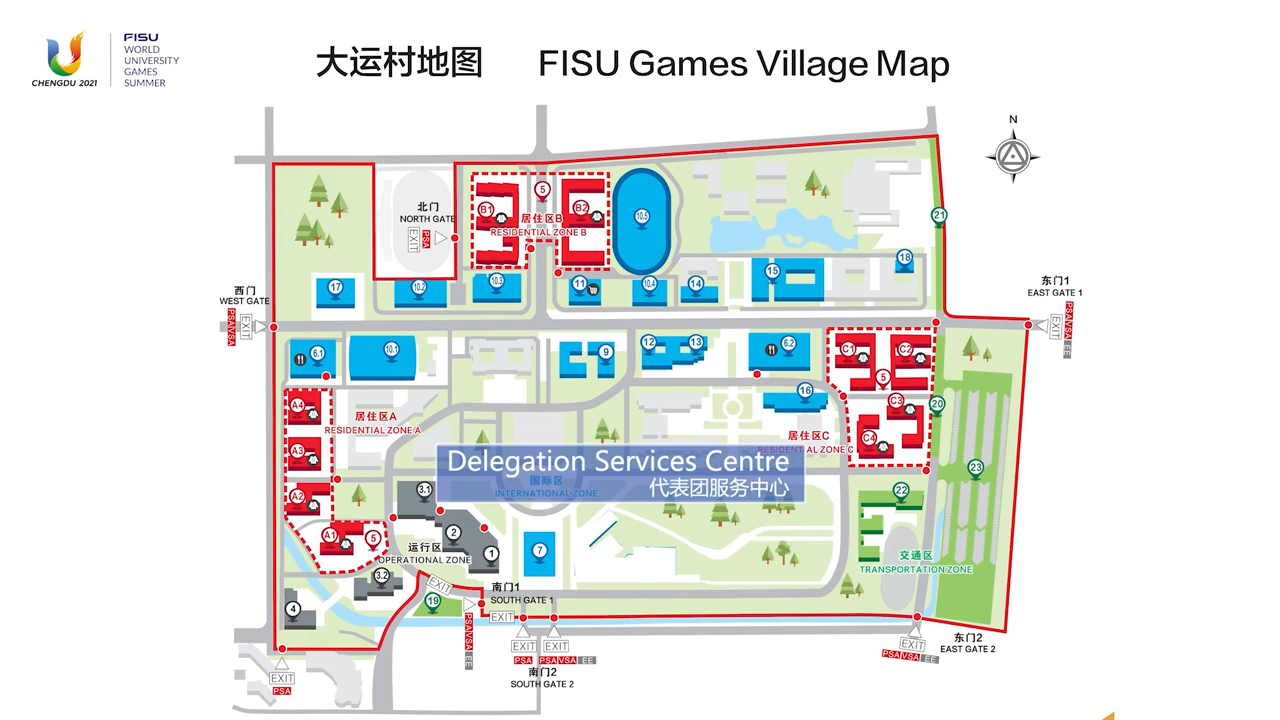 FISU
WORLD
UNIVERSITY
GAMES
SUMMER
CHENGDU 2021
大运村地图 FISU Games Village Map
N
北门
NORTH GATE
EXIT
PSA
B1
5
B2
居住区B
RESIDENTIAL ZONE B
10.5
21
西门
WEST GATE
PSA/VSA
EXIT
17
10.2
10.3
11
10.4
14
15
18
东门1
EAST GATE 1
EXIT
PSA/VSA
EE
6.1
10.1
9
12
13
6.2
C1
C2
5
16
C3
C4
20
A4
A3
A2
A1
5
居住区A
RESIDENTIAL ZONE A
居住区C
RESIDENTIAL ZONE C
Delegation Services Centre
代表团服务中心
国际区
INTERNATIONAL ZONE
23
22
3.1
2
1
7
运行区
OPERATIONAL ZONE
3.2
4
交通区
TRANSPORTATION ZONE
EXIT
19
南门1
SOUTH GATE 1
EXIT
PSA/VSA
EE
EXIT
PSA
EXIT
PSA/VSA EE
南门2
SOUTH GATE 2
EXIT
PSA/VSA EE
东门2
EAST GATE 2
EXIT
PSA